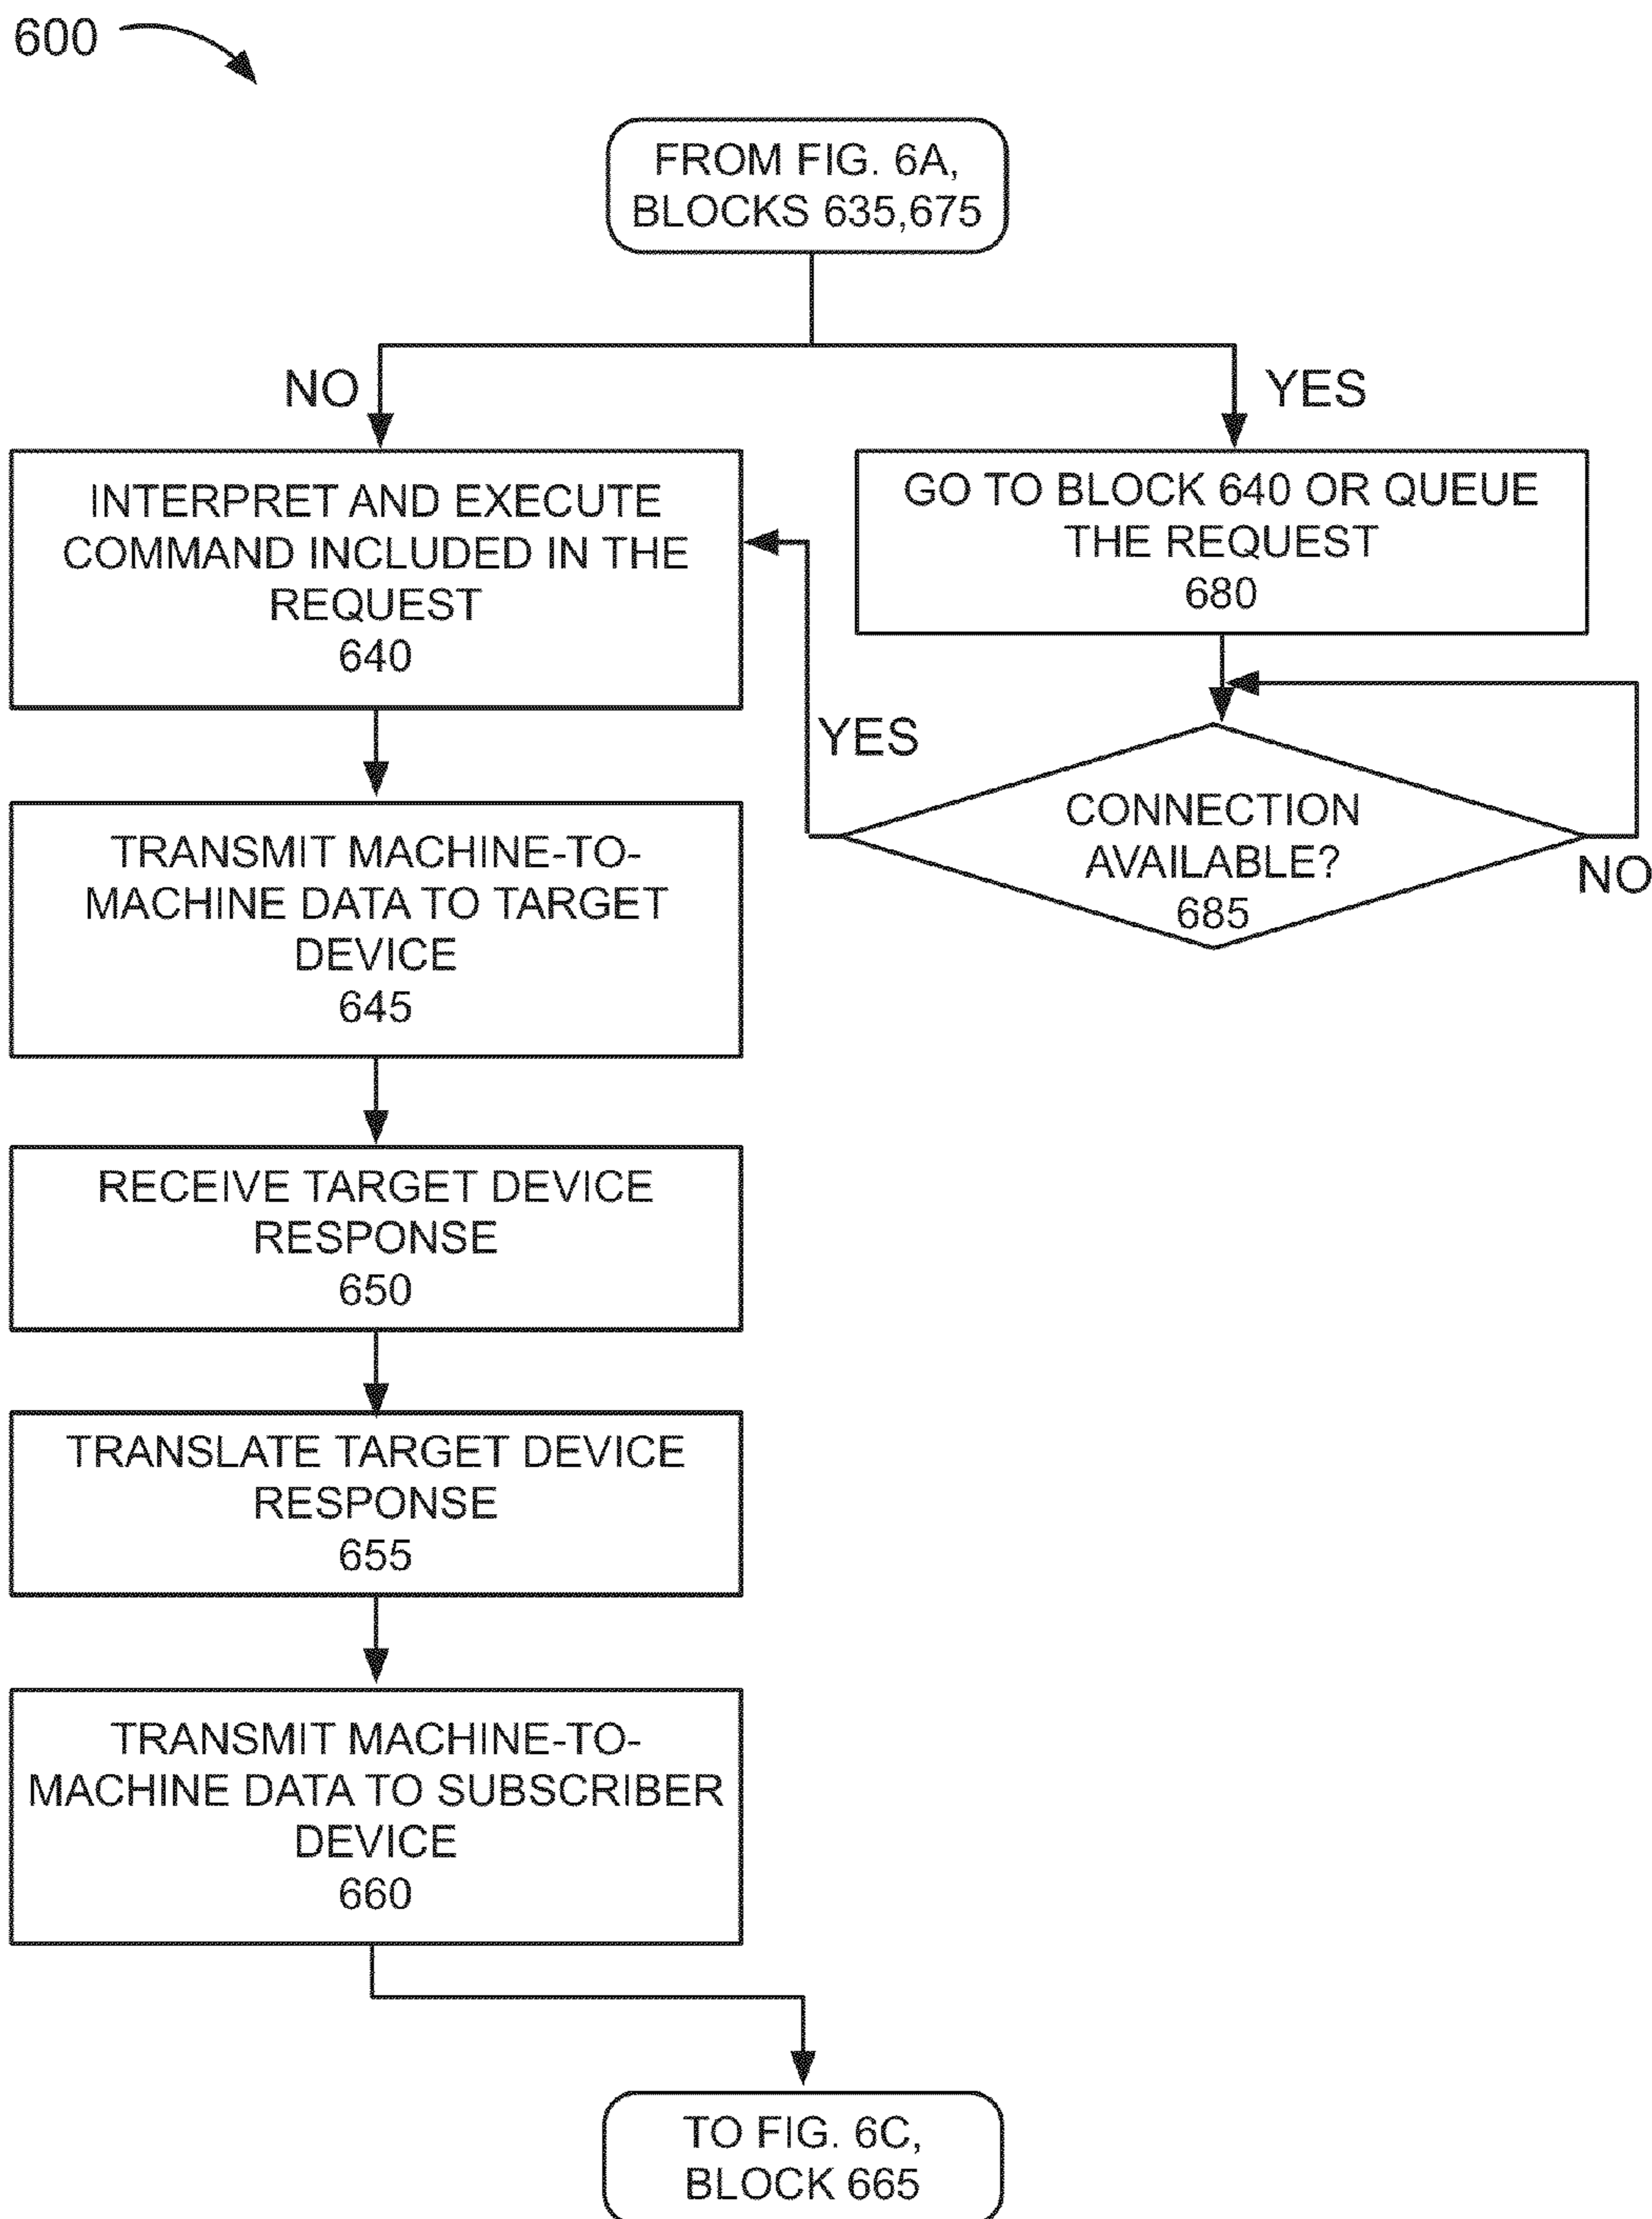 600
FROM FIG. 6A,
BLOCKS 635,675
NO
YES
INTERPRET AND EXECUTE
COMMAND INCLUDED IN THE
REQUEST
640
GO TO BLOCK 640 OR QUEUE
THE REQUEST
680
YES
CONNECTION
AVAILABLE?
685
NO
TRANSMIT MACHINE-TO-
MACHINE DATA TO TARGET
DEVICE
645
RECEIVE TARGET DEVICE
RESPONSE
650
TRANSLATE TARGET DEVICE
RESPONSE
655
TRANSMIT MACHINE-TO-
MACHINE DATA TO SUBSCRIBER
DEVICE
660
TO FIG. 6C,
BLOCK 665